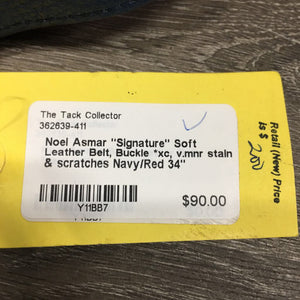 The Tack Collector
362639-411
Noel Asmar "Signature" Soft
Leather Belt, Buckle *xc, v.mnr stain
& scratches Navy/Red 34"
$90.00
Y11BB7
Y11BB7
Retail (New) Price
is $ 200